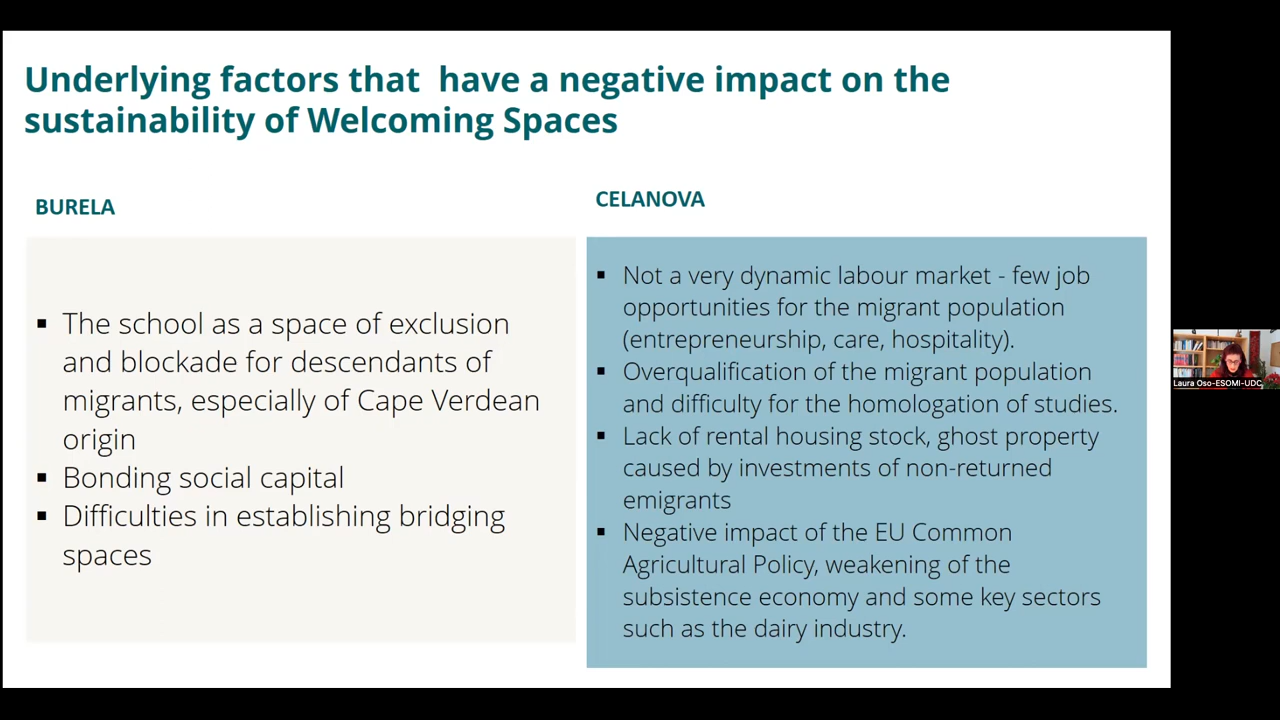 Underlying factors that have a negative impact on the
sustainability of Welcoming Spaces
BURELA
▪ The school as a space of exclusion
and blockade for descendants of
migrants, especially of Cape Verdean
origin
▪ Bonding social capital
▪ Difficulties in establishing bridging
spaces
CELANOVA
▪ Not a very dynamic labour market - few job
opportunities for the migrant population
(entrepreneurship, care, hospitality).
▪ Overqualification of the migrant population
and difficulty for the homologation of studies.
▪ Lack of rental housing stock, ghost property
caused by investments of non-returned
emigrants
▪ Negative impact of the EU Common
Agricultural Policy, weakening of the
subsistence economy and some key sectors
such as the dairy industry.
Laura Oso-ESOMI-UDC